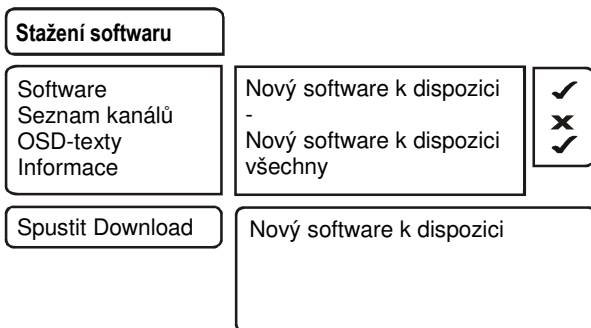 Stažení softwaru
Software
Nový software k dispozici
✓
Seznam kanálů
-
✗
OSD-texty
Nový software k dispozici
✓
Informace
všechny
Spustit Download
Nový software k dispozici